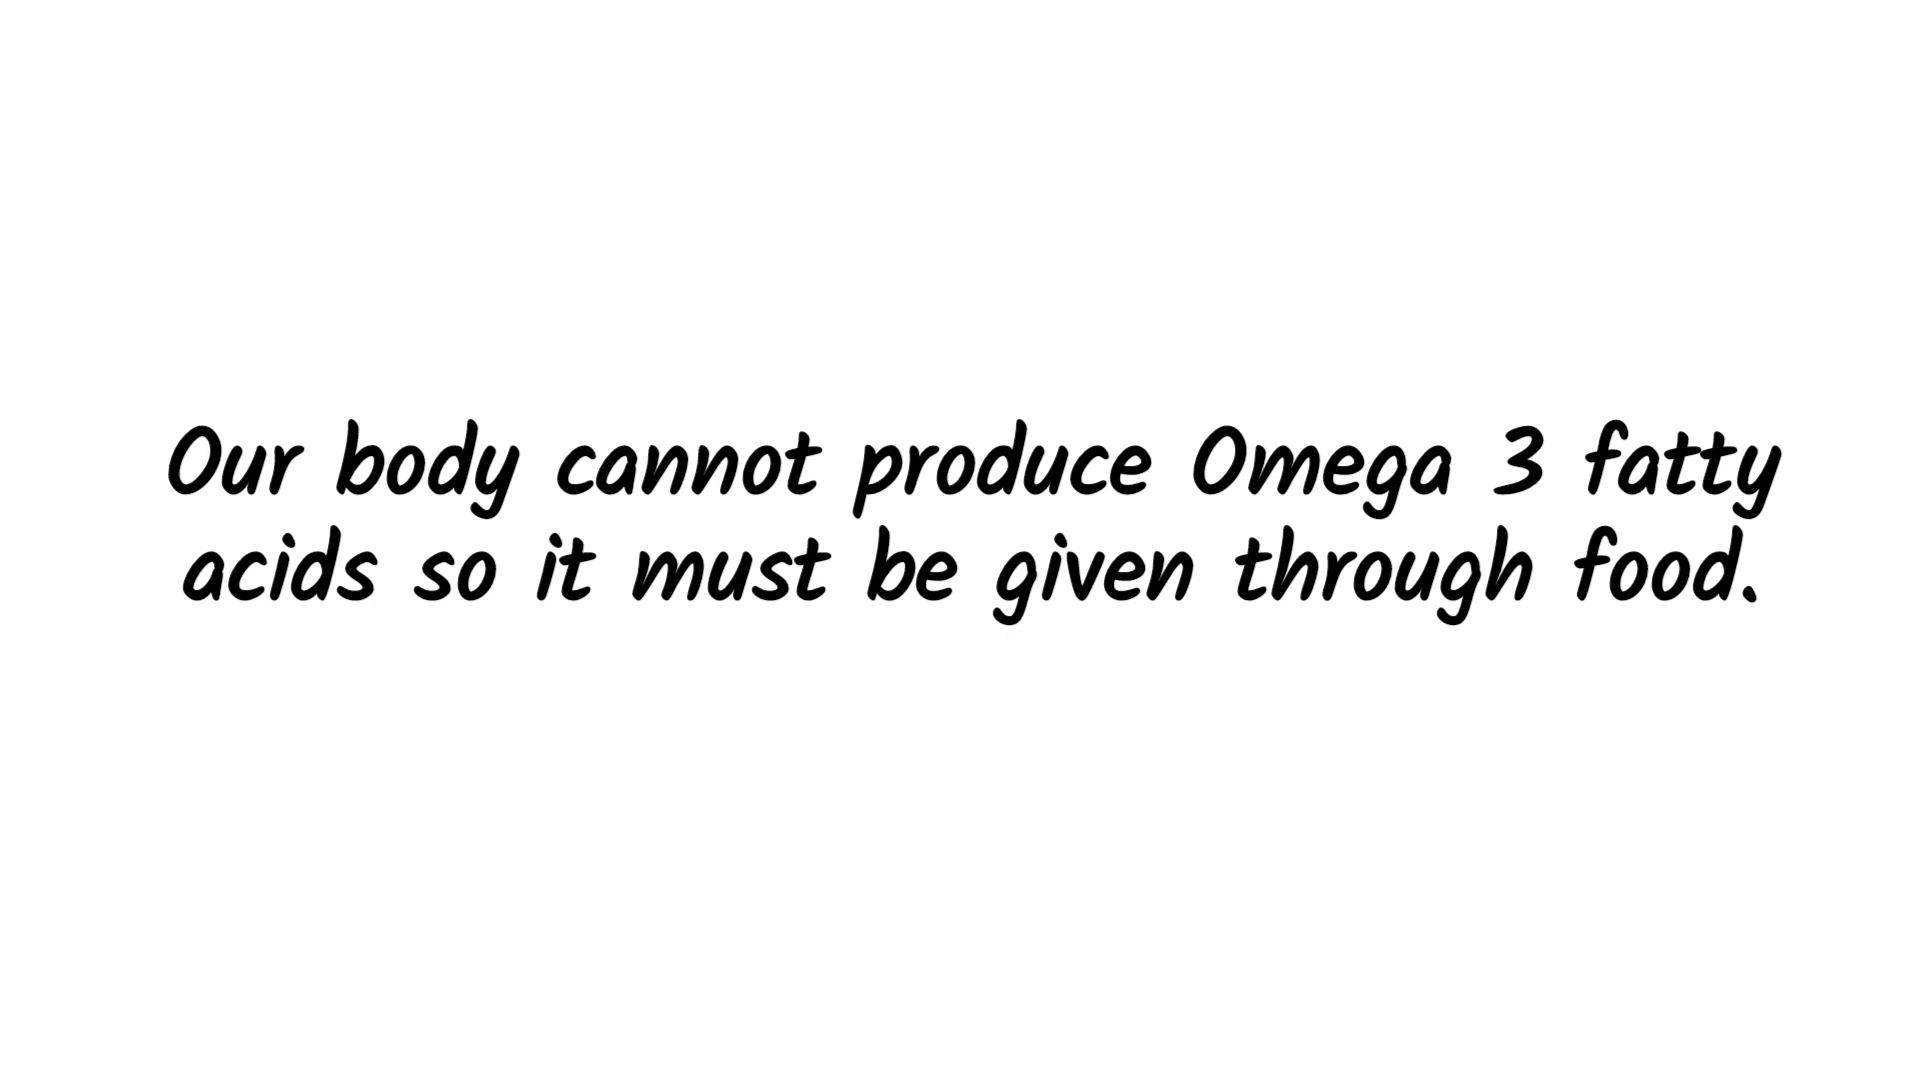 Our body cannot produce Omega 3 fatty
acids so it must be given through food.